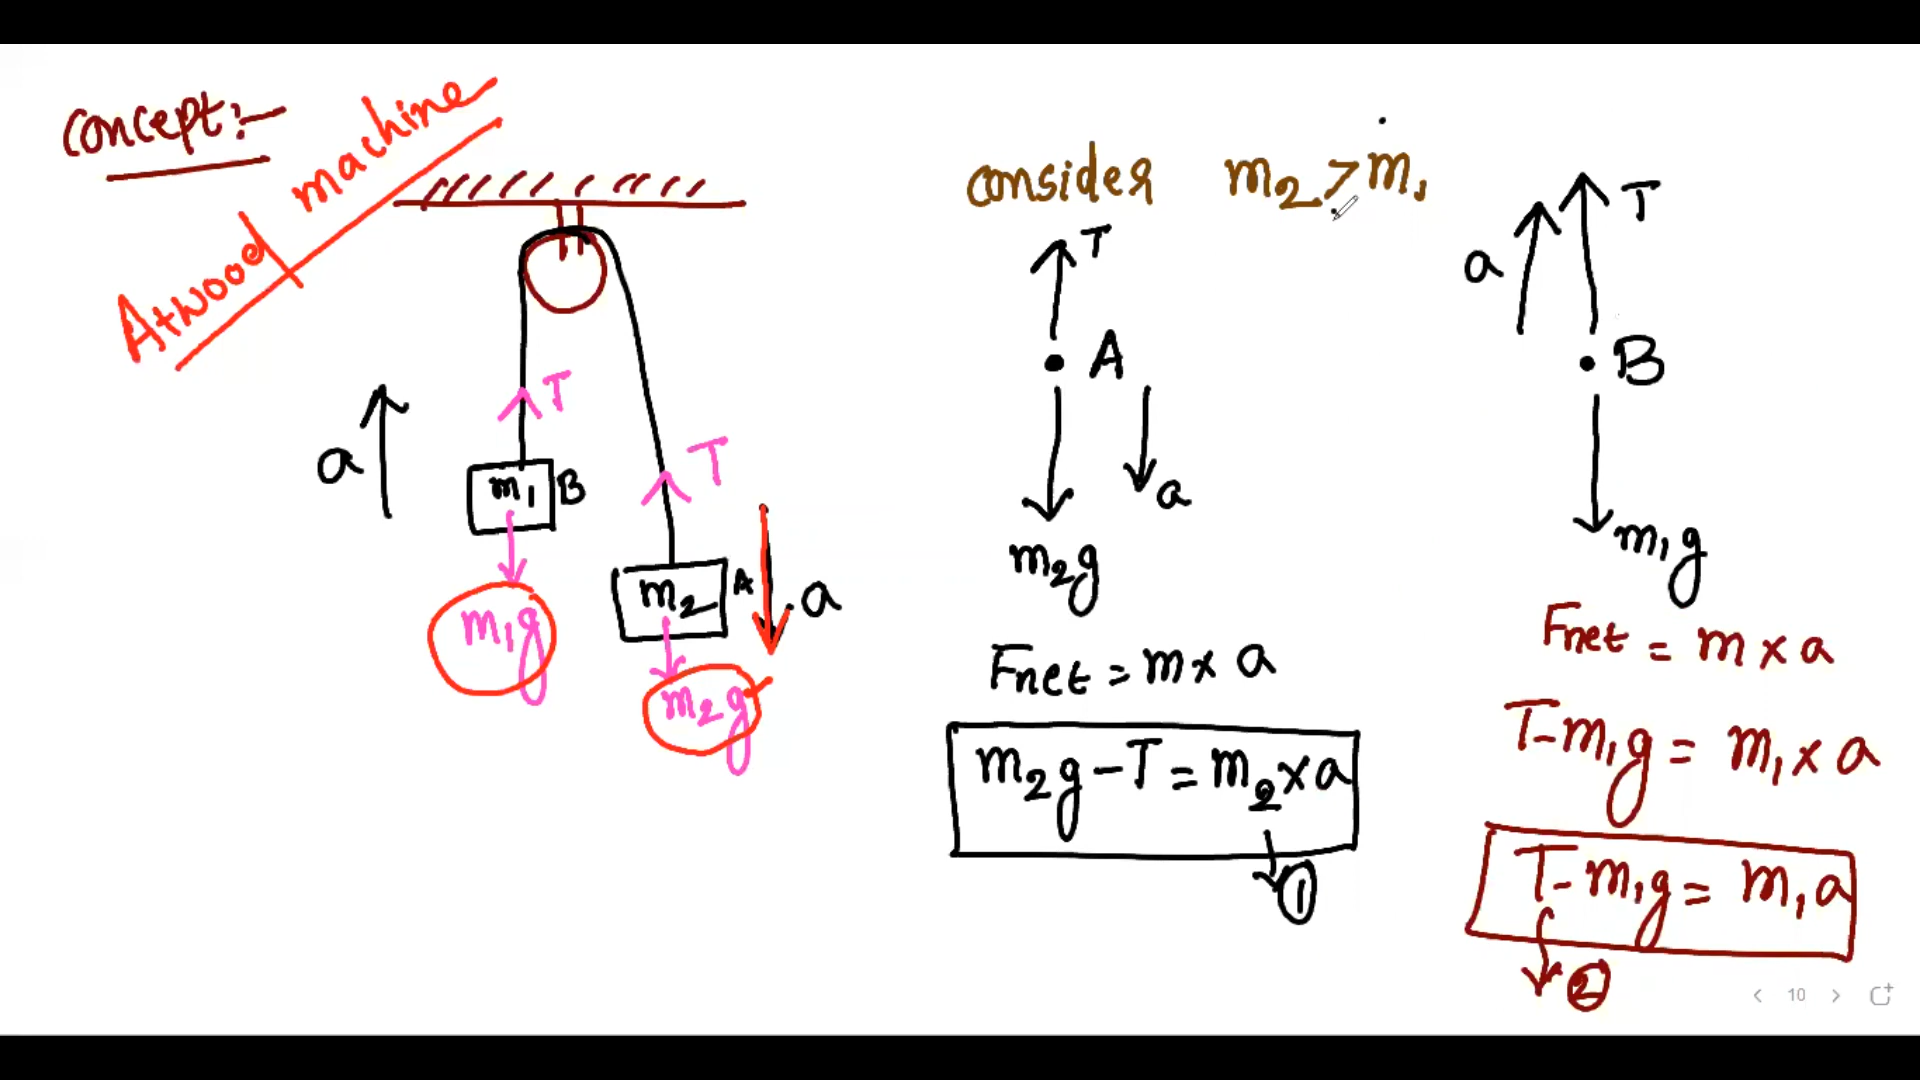 Concept:-
Atwood machine
T
a
m1 B
T
m1g
m2 A
a
m2g
consider m2 > m1
T
A
a
m2g
Fnet = m x a
m2g - T = m2 x a
1
T
a
B
m1g
Fnet = m x a
T - m1g = m1 x a
T - m1g = m1a
2
< 10 >